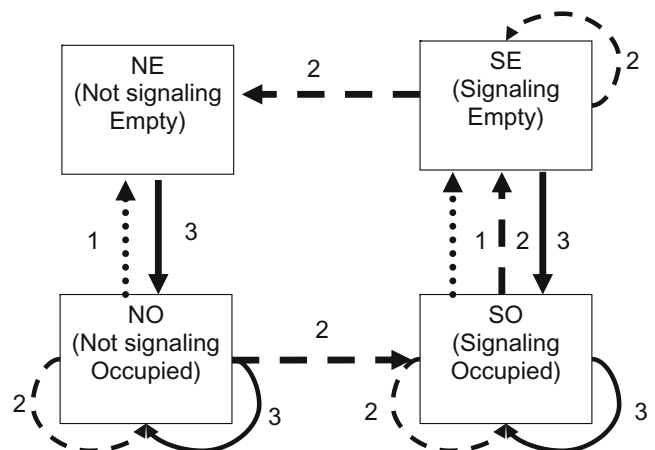 NE
(Not signaling
Empty)
2
SE
(Signaling
Empty)
2
1
3
1
2
3
NO
(Not signaling
Occupied)
2
SO
(Signaling
Occupied)
2
3
2
3